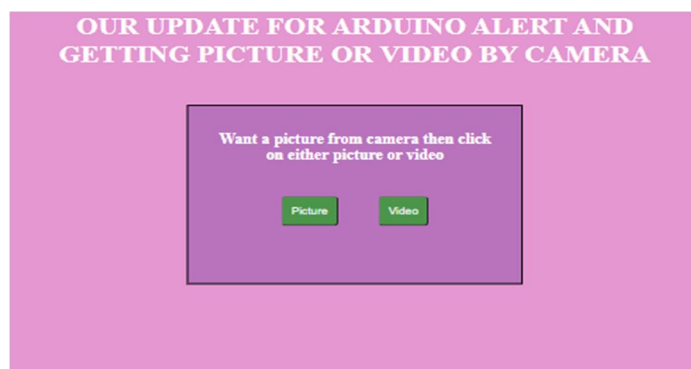 OUR UPDATE FOR ARDUINO ALERT AND
GETTING PICTURE OR VIDEO BY CAMERA
Want a picture from camera then click
on either picture or video
Picture
Video